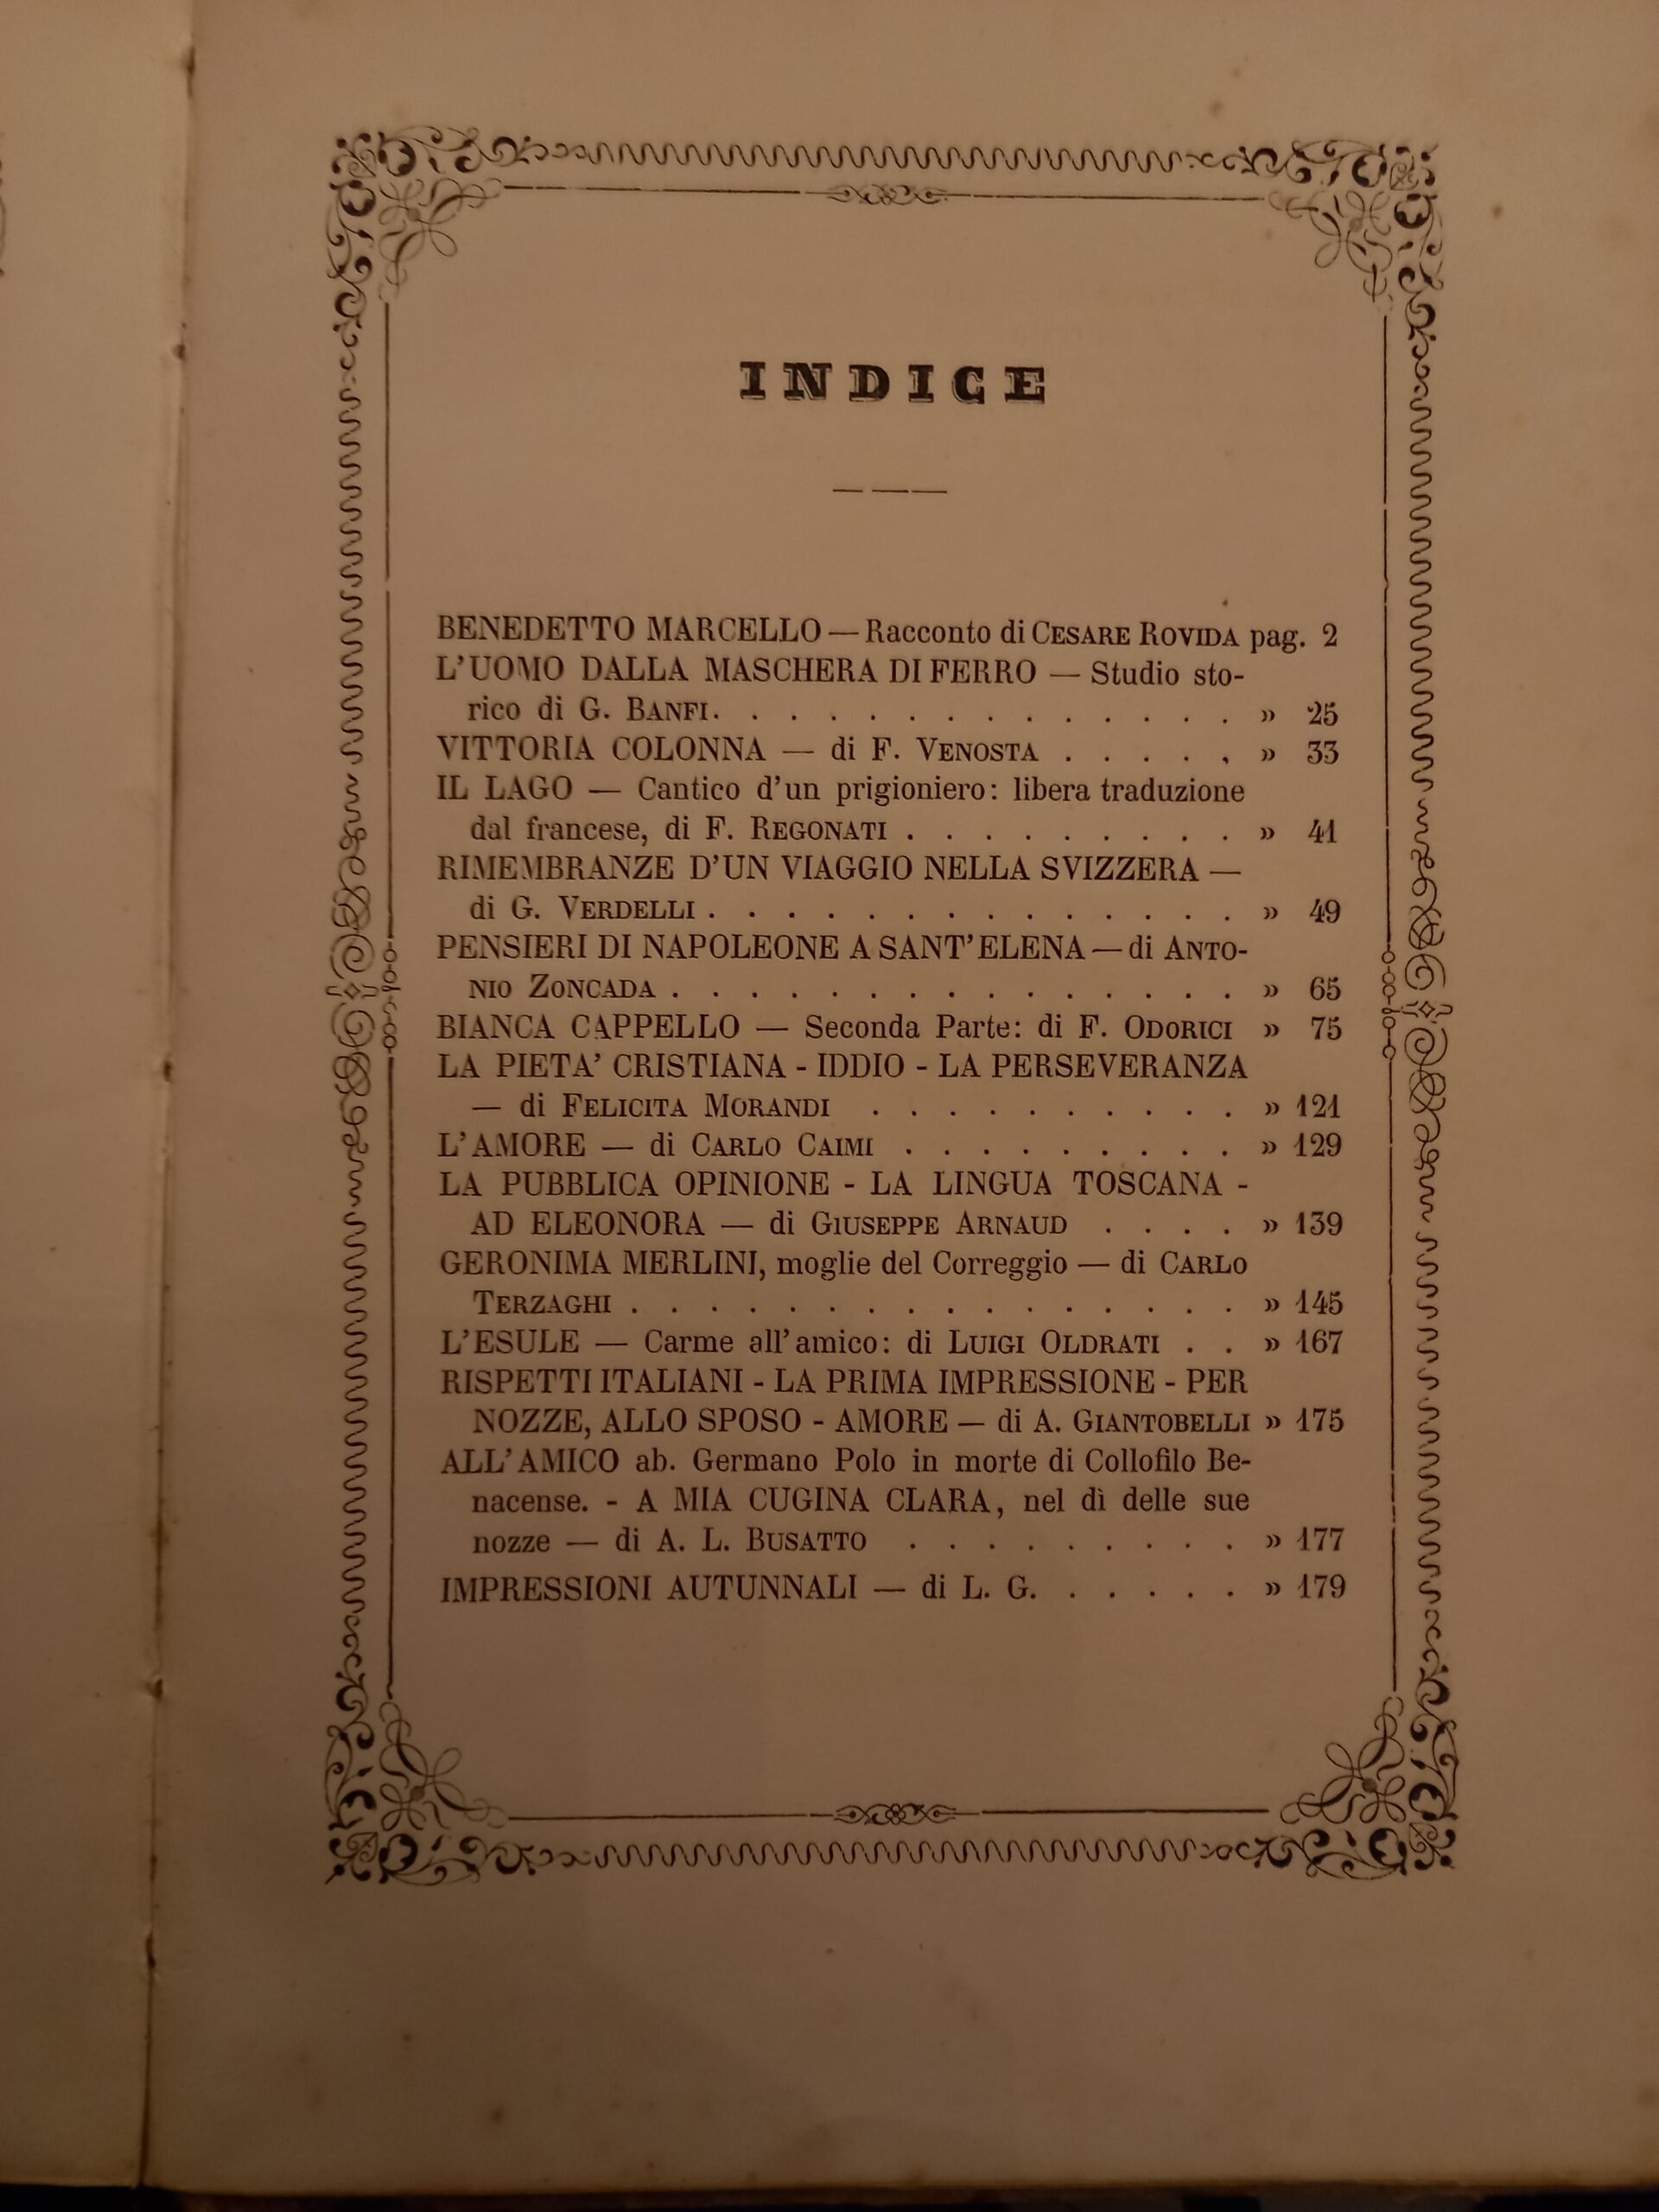 INDICE
BENEDETTO MARCELLO — Racconto di CESARE ROVIDA pag. 2
L'UOMO DALLA MASCHERA DI FERRO — Studio sto-
rico di G. BANFI. . . . . . . . . . . . . . » 25
VITTORIA COLONNA — di F. VENOSTA . . . . , » 33
IL LAGO — Cantico d'un prigioniero: libera traduzione
dal francese, di F. REGONATI . . . . . . . . . » 41
RIMEMBRANZE D'UN VIAGGIO NELLA SVIZZERA —
di G. VERDELLI . . . . . . . . . . . . . . » 49
PENSIERI DI NAPOLEONE A SANT'ELENA — di ANTO-
NIO ZONCADA . . . . . . . . . . . . . . . » 65
BIANCA CAPPELLO — Seconda Parte: di F. ODORICI » 75
LA PIETA' CRISTIANA - IDDIO - LA PERSEVERANZA
— di FELICITA MORANDI . . . . . . . . . . » 121
L'AMORE — di CARLO CAIMI . . . . . . . . . » 129
LA PUBBLICA OPINIONE - LA LINGUA TOSCANA -
AD ELEONORA — di GIUSEPPE ARNAUD . . . . » 139
GERONIMA MERLINI, moglie del Correggio — di CARLO
TERZAGHI . . . . . . . . . . . . . . . . » 145
L'ESULE — Carme all'amico: di LUIGI OLDRATI . . » 167
RISPETTI ITALIANI - LA PRIMA IMPRESSIONE - PER
NOZZE, ALLO SPOSO - AMORE — di A. GIANTOBELLI » 175
ALL'AMICO ab. Germano Polo in morte di Collofilo Be-
nacense. - A MIA CUGINA CLARA, nel dì delle sue
nozze — di A. L. BUSATTO . . . . . . . . . » 177
IMPRESSIONI AUTUNNALI — di L. G. . . . . . » 179